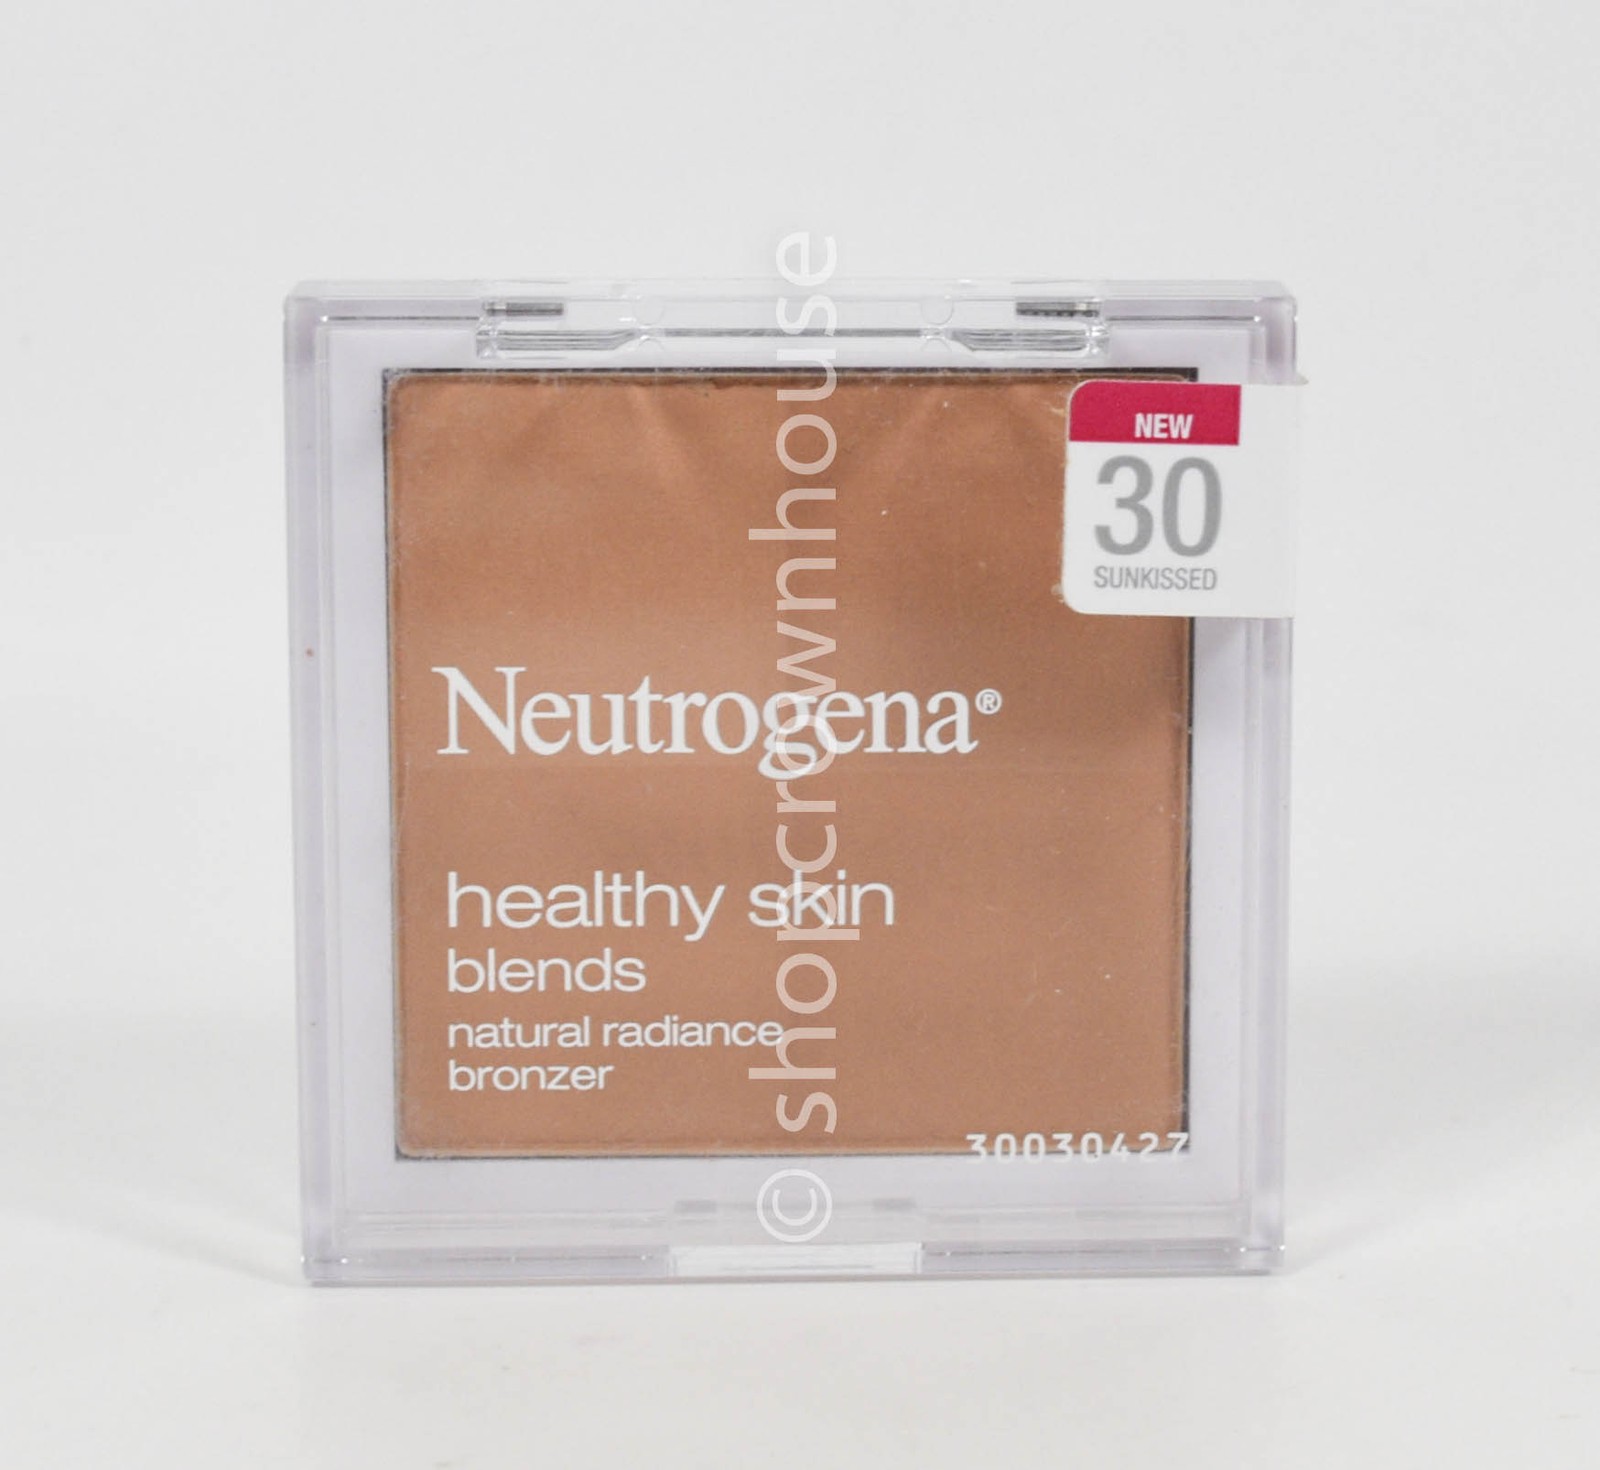 NEW
30
SUNKISSED
Neutrogena®
healthy skin
blends
natural radiance
bronzer
30030427
© shopcrownhouse